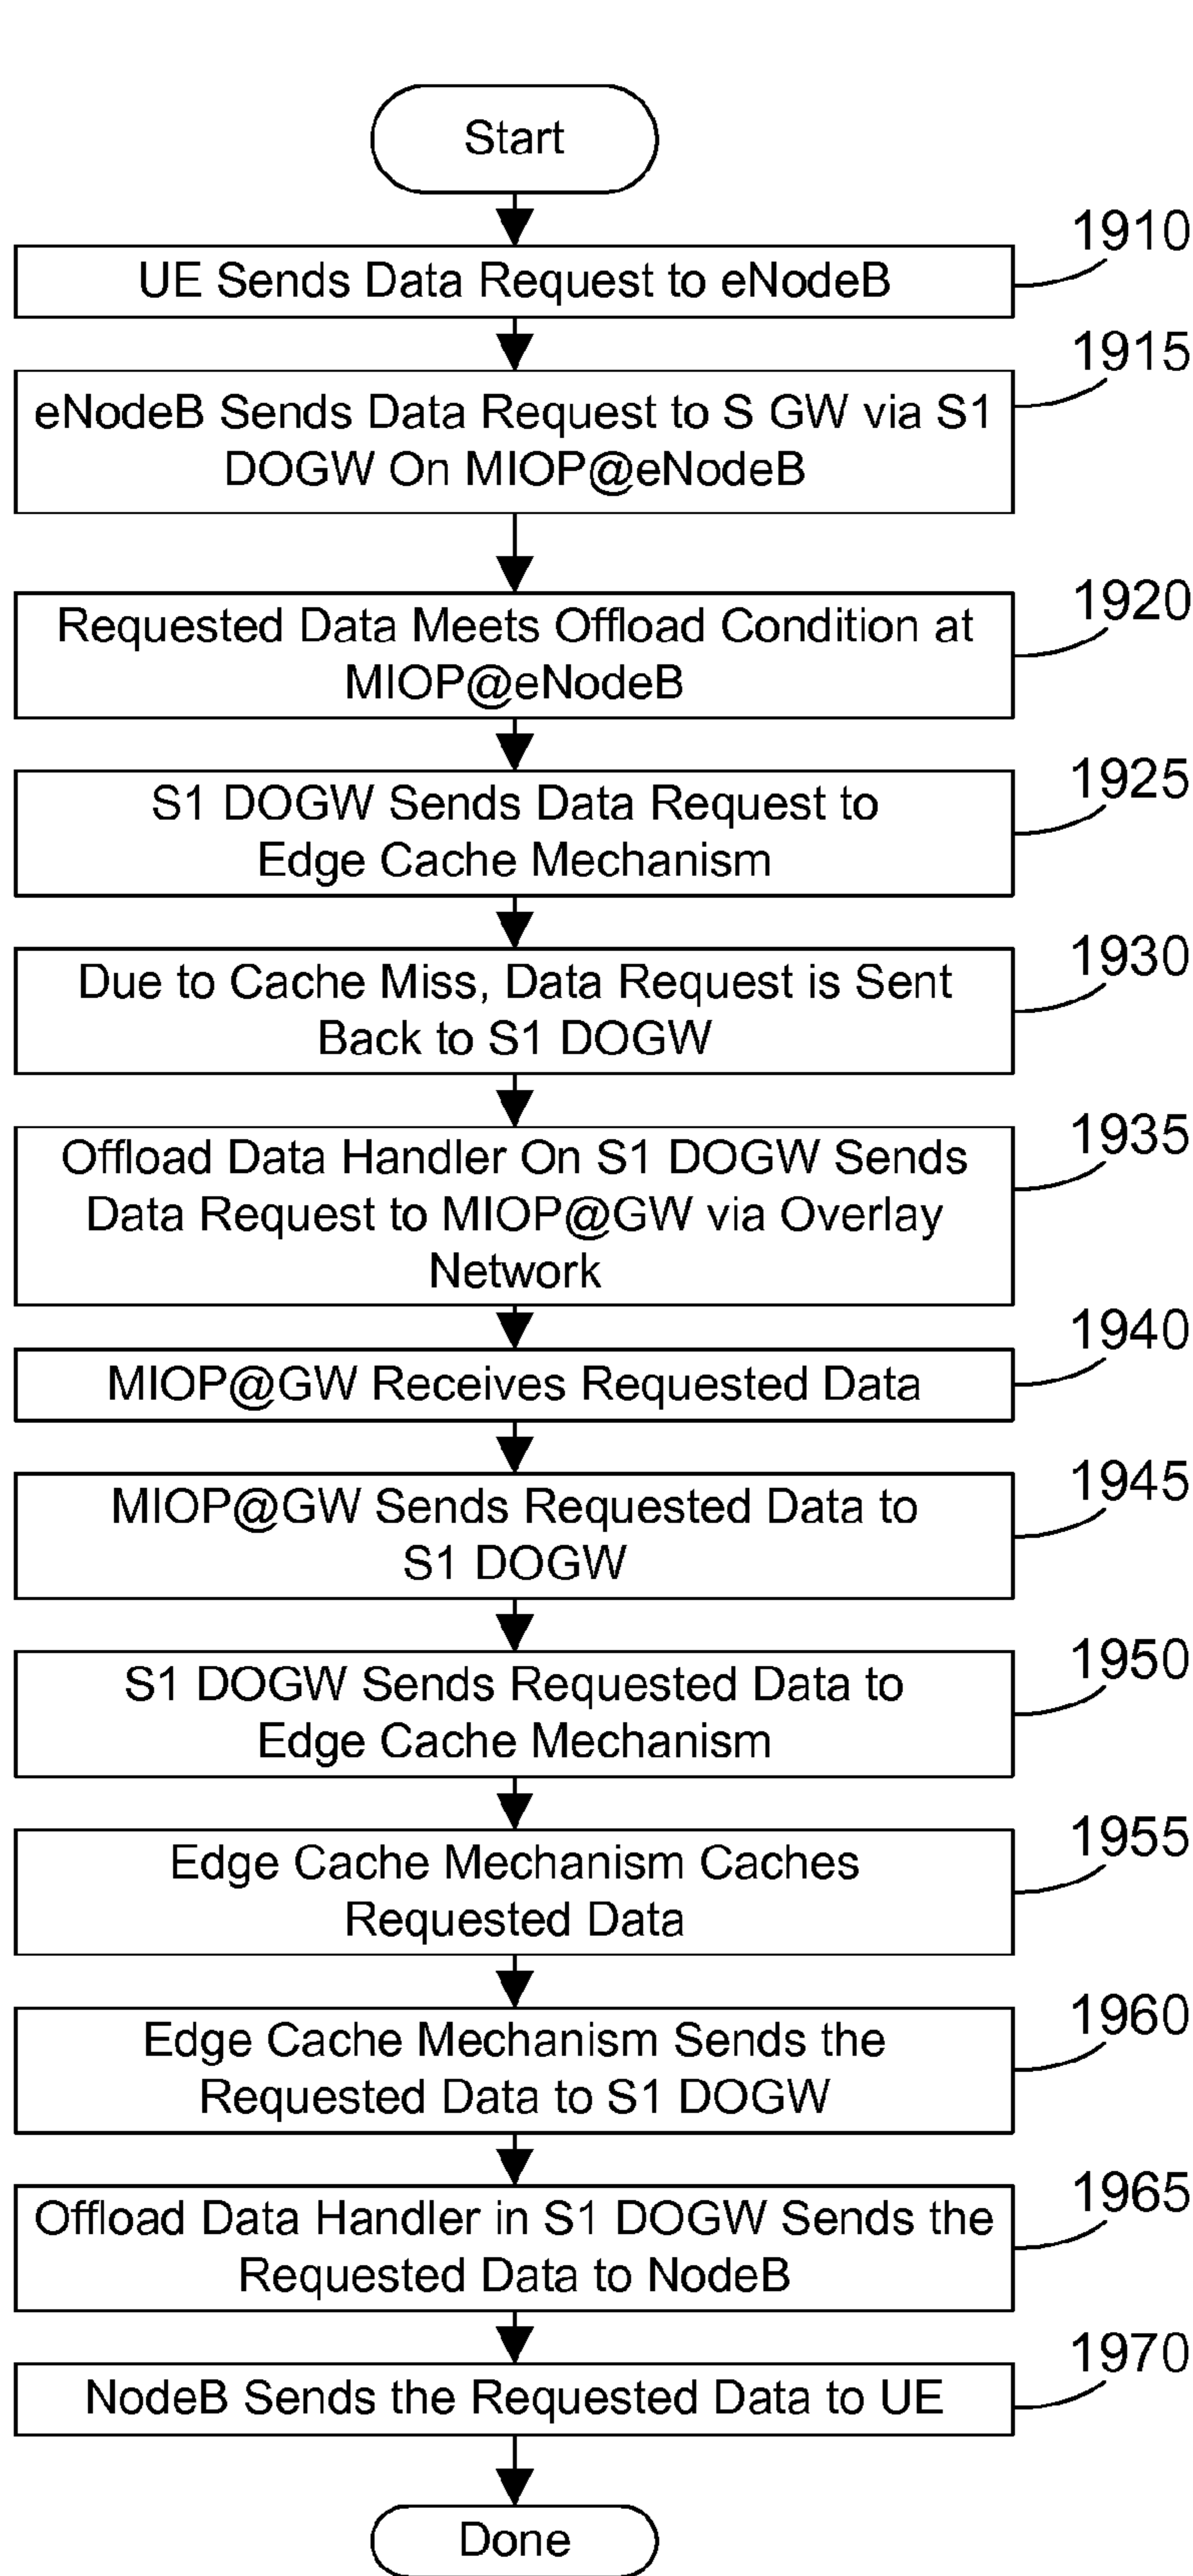 Start
1910
UE Sends Data Request to eNodeB
1915
eNodeB Sends Data Request to S GW via S1
DOGW On MIOP@eNodeB
1920
Requested Data Meets Offload Condition at
MIOP@eNodeB
1925
S1 DOGW Sends Data Request to
Edge Cache Mechanism
1930
Due to Cache Miss, Data Request is Sent
Back to S1 DOGW
1935
Offload Data Handler On S1 DOGW Sends
Data Request to MIOP@GW via Overlay
Network
1940
MIOP@GW Receives Requested Data
1945
MIOP@GW Sends Requested Data to
S1 DOGW
1950
S1 DOGW Sends Requested Data to
Edge Cache Mechanism
1955
Edge Cache Mechanism Caches
Requested Data
1960
Edge Cache Mechanism Sends the
Requested Data to S1 DOGW
1965
Offload Data Handler in S1 DOGW Sends the
Requested Data to NodeB
1970
NodeB Sends the Requested Data to UE
Done